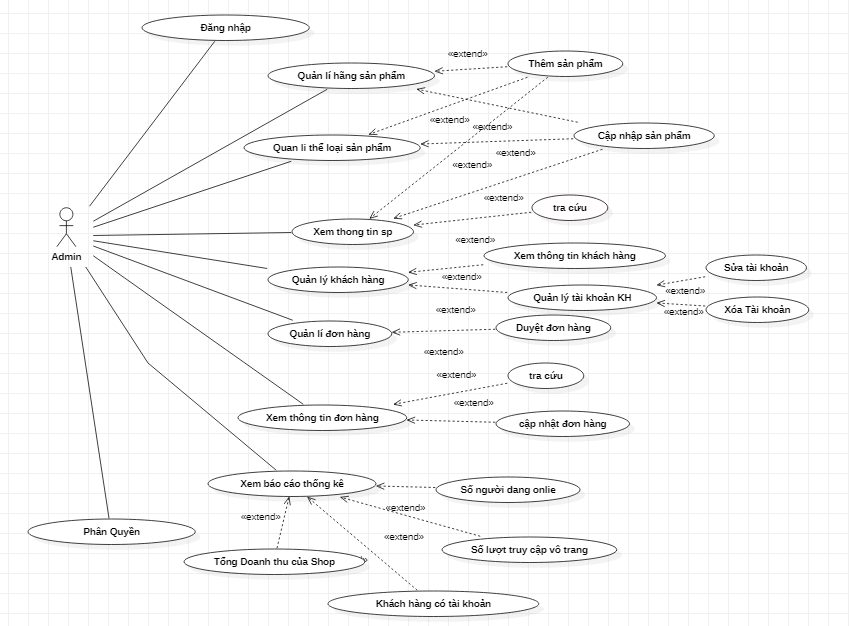 Đăng nhập
«extend»
Thêm sản phẩm
Quản lí hãng sản phẩm
«extend»
«extend»
Cập nhập sản phẩm
Quan li thể loại sản phẩm
«extend»
«extend»
«extend»
tra cứu
Xem thong tin sp
Admin
«extend»
Xem thông tin khách hàng
Sửa tài khoản
Quản lý khách hàng
«extend»
«extend»
Quản lý tài khoản KH
«extend»
Xóa Tài khoản
«extend»
Duyệt đơn hàng
Quản lí đơn hàng
«extend»
«extend»
tra cứu
«extend»
Xem thông tin đơn hàng
cập nhật đơn hàng
Xem báo cáo thống kê
Số người dang onlie
«extend»
«extend»
Phân Quyền
«extend»
Số lượt truy cập vô trang
Tổng Doanh thu của Shop
»
Khách hàng có tài khoản